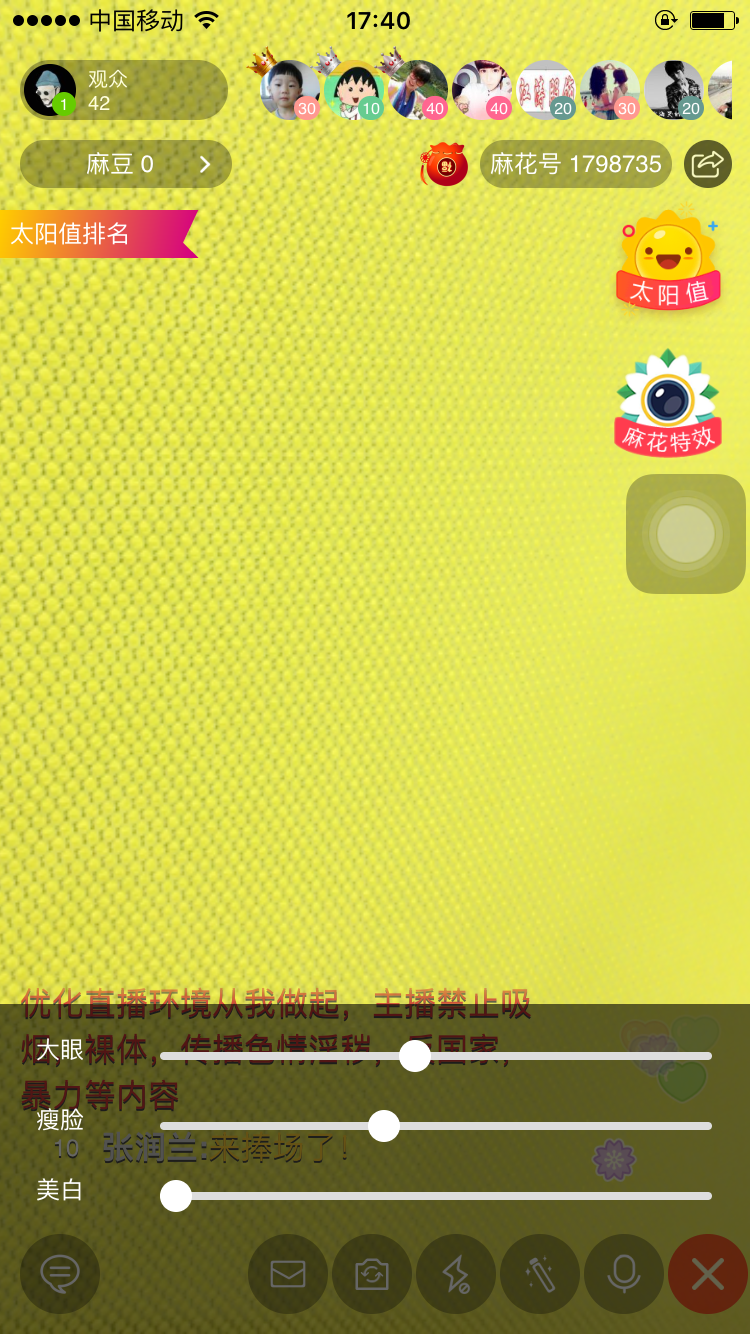 中国移动
17:40
观众
42
1
30
10
40
40
20
30
20
麻豆 0
麻花号 1798735
太阳值排名
太阳值
麻花特效
优化直播环境从我做起，主播禁止吸
烟，裸体，传播色情淫秽，反国家，
暴力等内容
大眼
瘦脸
10 张润兰:来捧场了!
美白